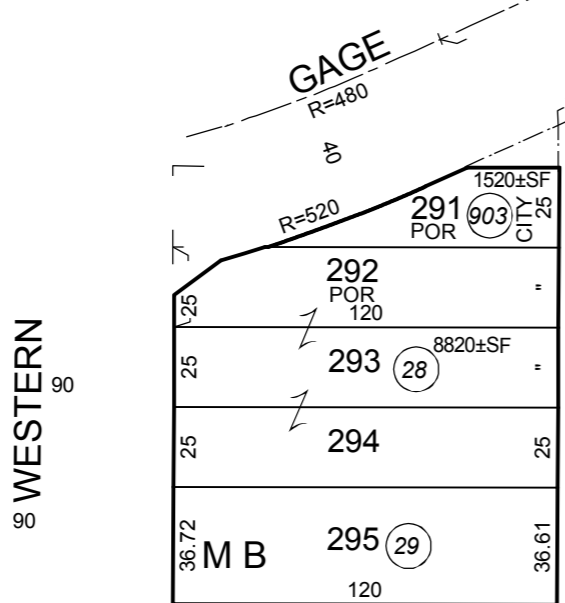 GAGE
R=480
40
R=520
1520±SF
291 903 CITY 25
POR
292
POR
25 120 "
293 28 8820±SF
25 "
WESTERN 90
90
25 294 25
36.72 M B 295 29 36.61
120